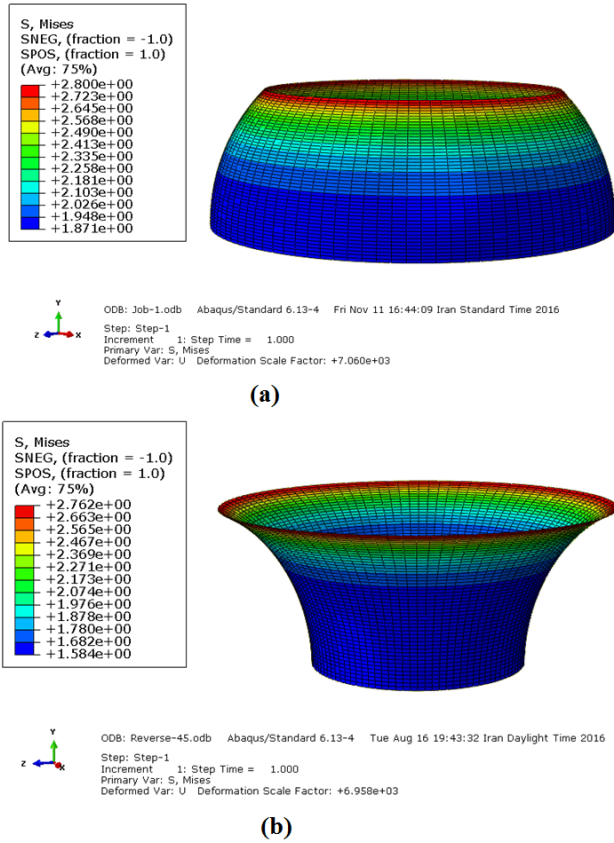 S, Mises
SNEG, (fraction = -1.0)
SPOS, (fraction = 1.0)
(Avg: 75%)
+2.800e+00
+2.723e+00
+2.645e+00
+2.568e+00
+2.490e+00
+2.413e+00
+2.335e+00
+2.258e+00
+2.181e+00
+2.103e+00
+2.026e+00
+1.948e+00
+1.871e+00
Y
Z
X
ODB: Job-1.odb Abaqus/Standard 6.13-4 Fri Nov 11 16:44:09 Iran Standard Time 2016
Step: Step-1
Increment 1: Step Time = 1.000
Primary Var: S, Mises
Deformed Var: U Deformation Scale Factor: +7.060e+03
(a)
S, Mises
SNEG, (fraction = -1.0)
SPOS, (fraction = 1.0)
(Avg: 75%)
+2.762e+00
+2.663e+00
+2.565e+00
+2.467e+00
+2.369e+00
+2.271e+00
+2.173e+00
+2.074e+00
+1.976e+00
+1.878e+00
+1.780e+00
+1.682e+00
+1.584e+00
Y
Z
X
ODB: Reverse-45.odb Abaqus/Standard 6.13-4 Tue Aug 16 19:43:32 Iran Daylight Time 2016
Step: Step-1
Increment 1: Step Time = 1.000
Primary Var: S, Mises
Deformed Var: U Deformation Scale Factor: +6.958e+03
(b)